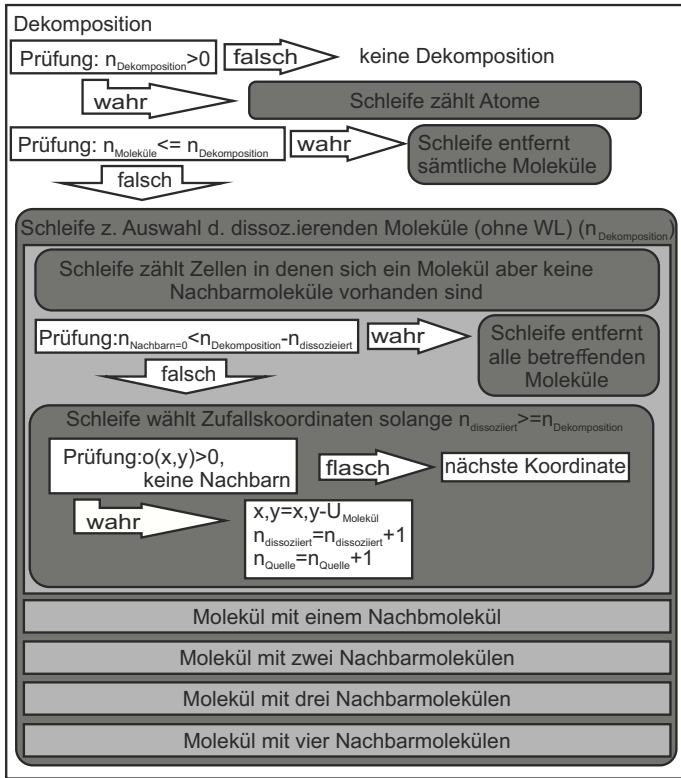 Dekomposition
Prüfung: nDekomposition>0
falsch
keine Dekomposition
wahr
Schleife zählt Atome
Prüfung: nMoleküle<= nDekomposition
wahr
Schleife entfernt
sämtliche Moleküle
falsch
Schleife z. Auswahl d. dissoz.ierenden Moleküle (ohne WL) (nDekomposition)
Schleife zählt Zellen in denen sich ein Molekül aber keine
Nachbarmoleküle vorhanden sind
Prüfung:nNachbarn=0<nDekomposition-ndissozieiert
wahr
Schleife entfernt
alle betreffenden
Moleküle
falsch
Schleife wählt Zufallskoordinaten solange ndissoziiert>=nDekomposition
Prüfung:o(x,y)>0,
keine Nachbarn
flasch
nächste Koordinate
wahr
x,y=x,y-UMolekül
ndissoziiert=ndissoziiert+1
nQuelle=nQuelle+1
Molekül mit einem Nachbmolekül
Molekül mit zwei Nachbarmolekülen
Molekül mit drei Nachbarmolekülen
Molekül mit vier Nachbarmolekülen